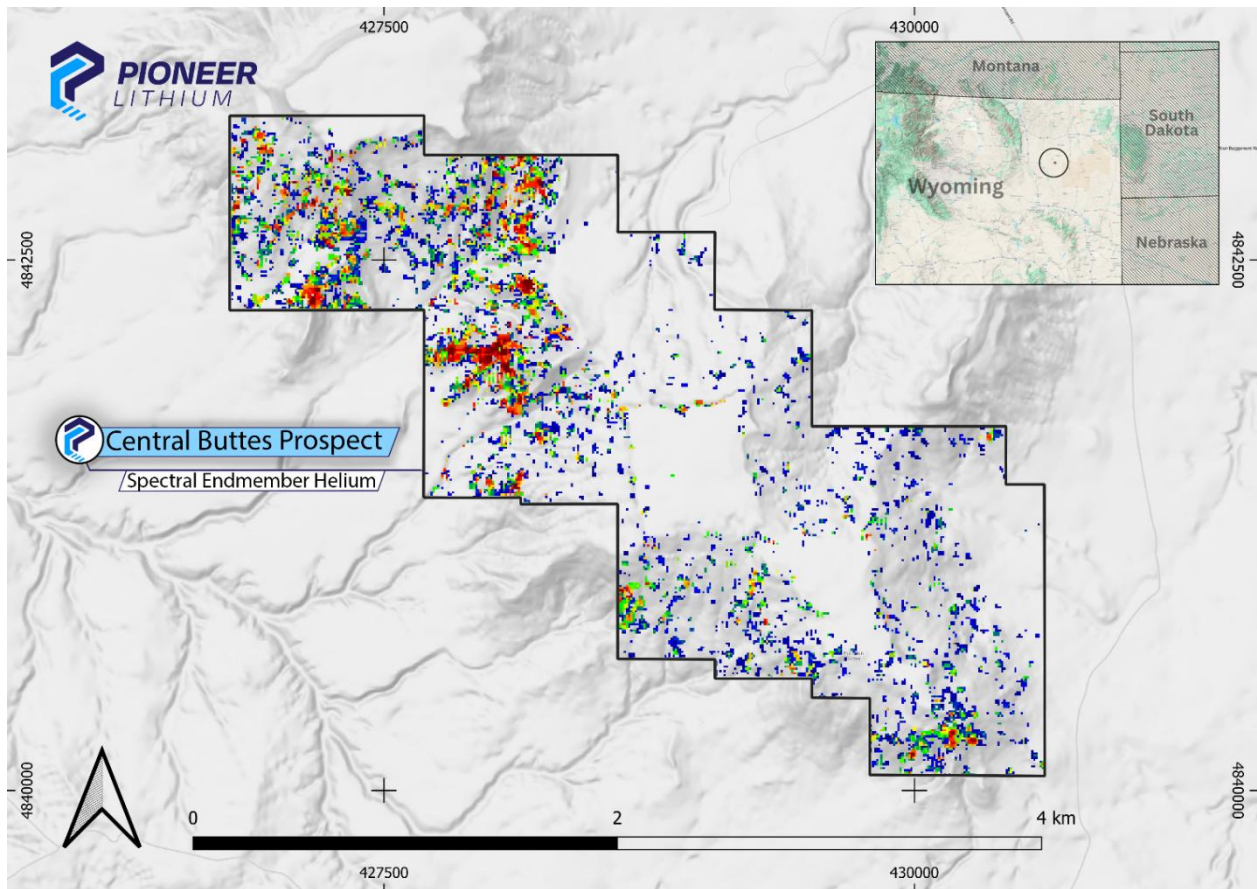 427500
430000
PIONEER
LITHIUM
Montana
South
Dakota
Wyoming
Nebraska
4842500
4842500
Central Buttes Prospect
Spectral Endmember Helium
4840000
4840000
0
2
4 km
427500
430000